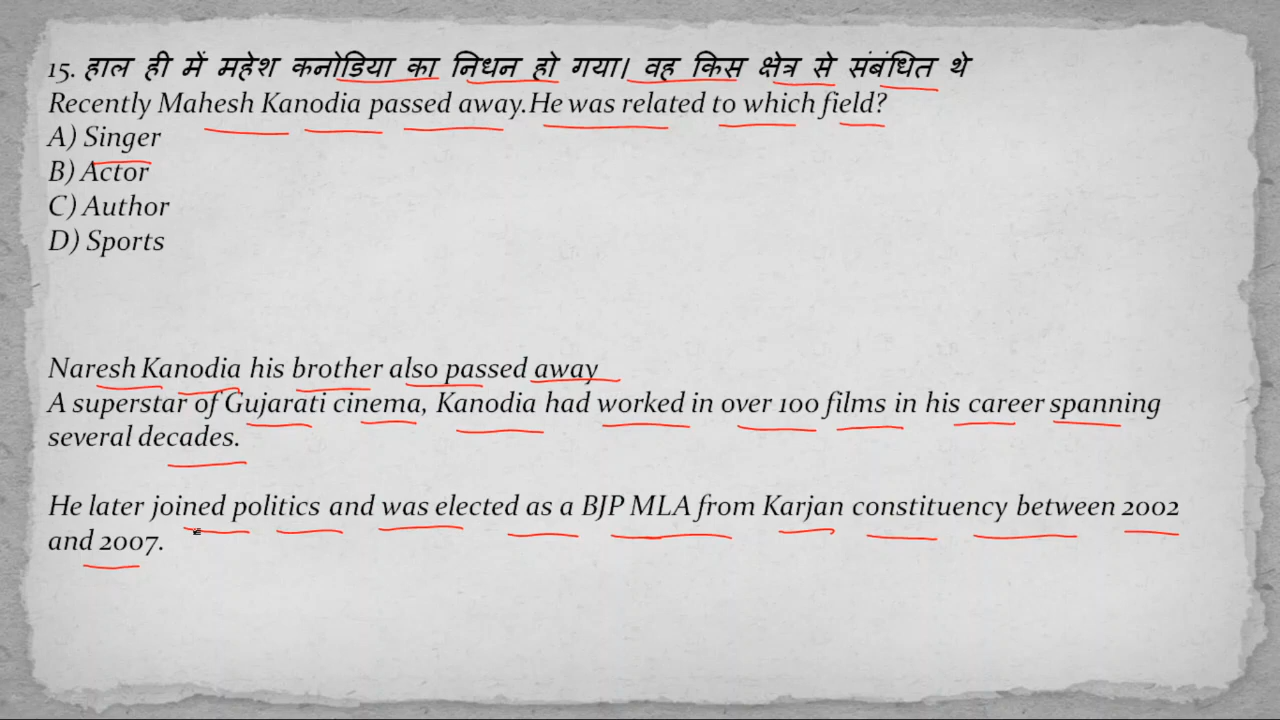 15. हाल ही में महेश कनोडिया का निधन हो गया। वह किस क्षेत्र से संबंधित थे
Recently Mahesh Kanodia passed away.He was related to which field?
A) Singer
B) Actor
C) Author
D) Sports
Naresh Kanodia his brother also passed away
A superstar of Gujarati cinema, Kanodia had worked in over 100 films in his career spanning
several decades.
He later joined politics and was elected as a BJP MLA from Karjan constituency between 2002
and 2007.